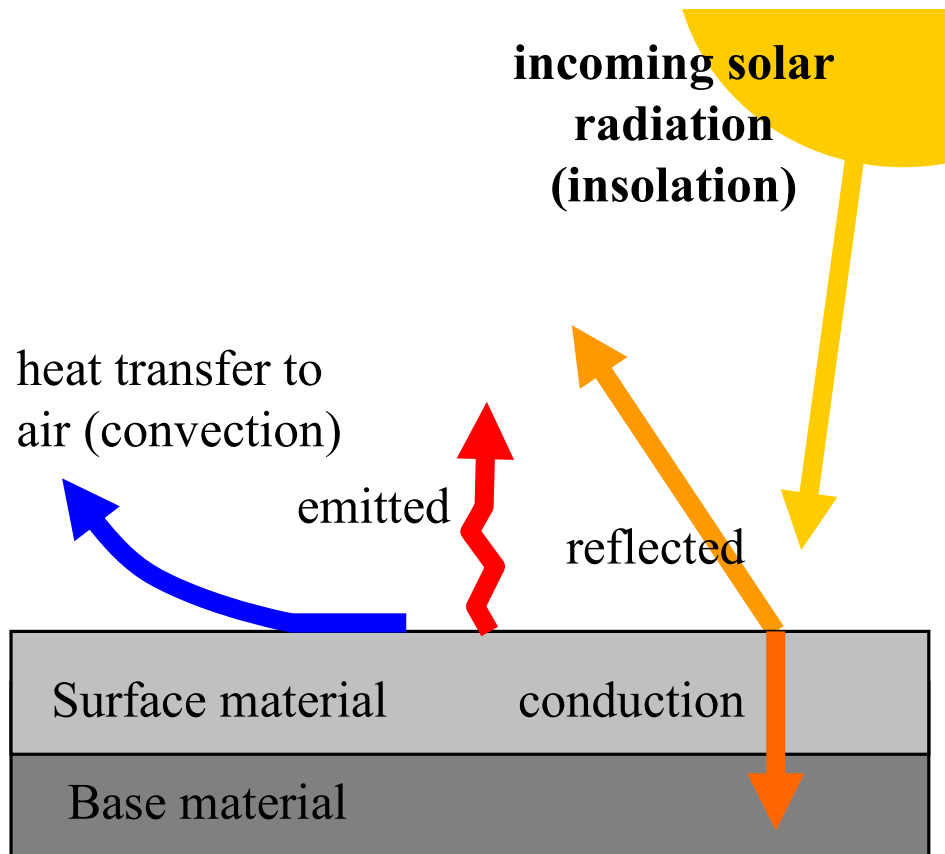 incoming solar
radiation
(insolation)
heat transfer to
air (convection)
emitted
reflected
Surface material
conduction
Base material